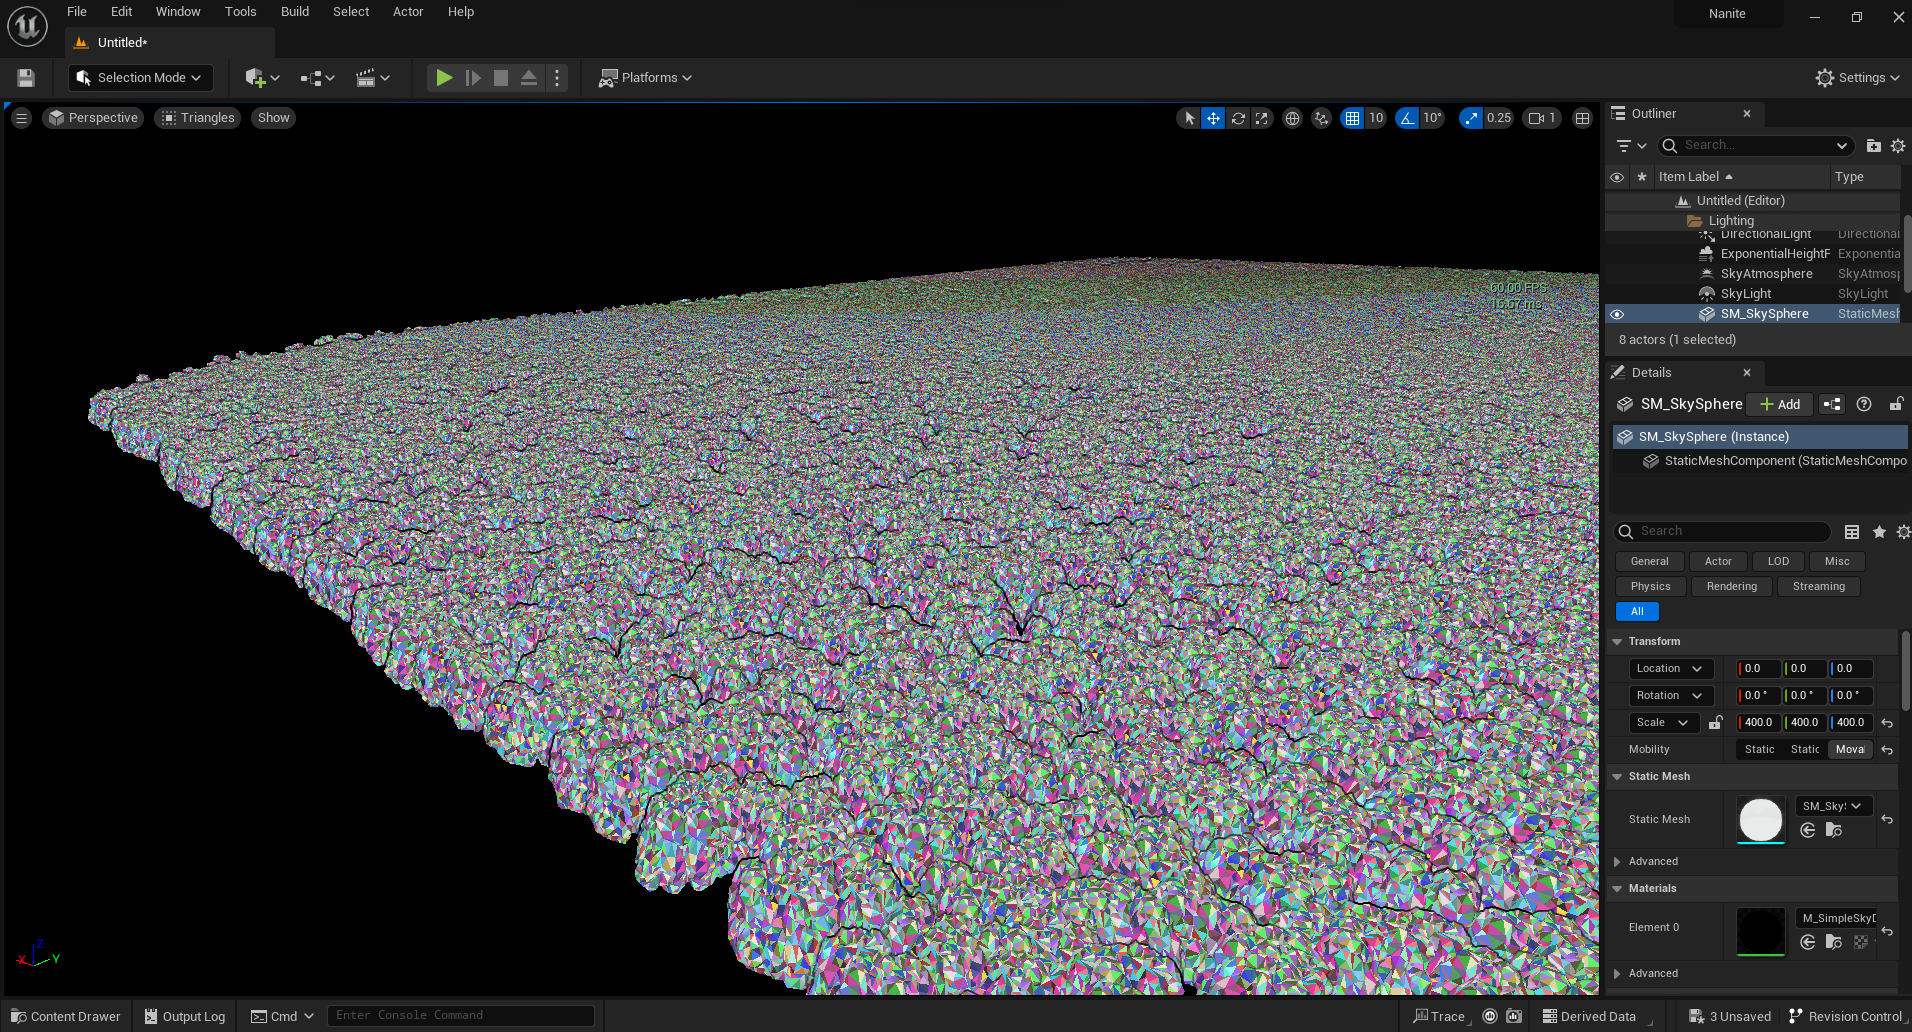 File Edit Window Tools Build Select Actor Help
Nanite
Untitled*
Selection Mode
Platforms
Settings
Perspective Triangles Show
10 10° 0.25 1
60.00 FPS
16.67 ms
Outliner
Search...
Item Label Type
Untitled (Editor)
Lighting
DirectionalLight Directional
ExponentialHeightF Exponentia
SkyAtmosphere SkyAtmosp
SkyLight SkyLight
SM_SkySphere StaticMesh
8 actors (1 selected)
Details
SM_SkySphere Add
SM_SkySphere (Instance)
StaticMeshComponent (StaticMeshCompo
Search
General Actor LOD Misc
Physics Rendering Streaming
All
Transform
Location 0.0 0.0 0.0
Rotation 0.0 ° 0.0 ° 0.0 °
Scale 400.0 400.0 400.0
Mobility Static Static Moval
Static Mesh
Static Mesh SM_Sky
Advanced
Materials
Element 0 M_SimpleSkyD
Advanced
Z
X Y
Content Drawer Output Log Cmd Enter Console Command Trace Derived Data 3 Unsaved Revision Control